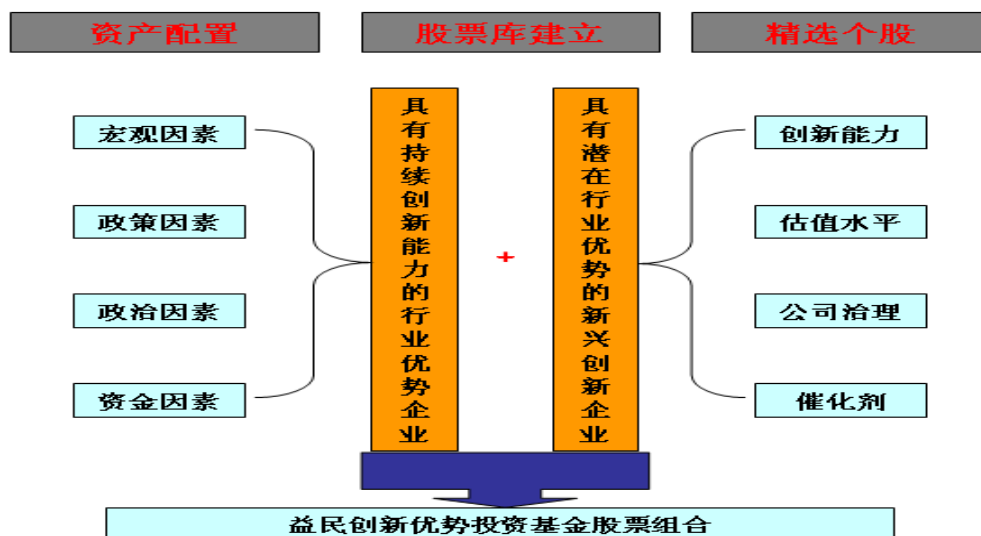 资产配置
股票库建立
精选个股
宏观因素
政策因素
政治因素
资金因素
具有持续创新能力的行业优势企业
+
具有潜在行业优势的新兴创新企业
创新能力
估值水平
公司治理
催化剂
益民创新优势投资基金股票组合